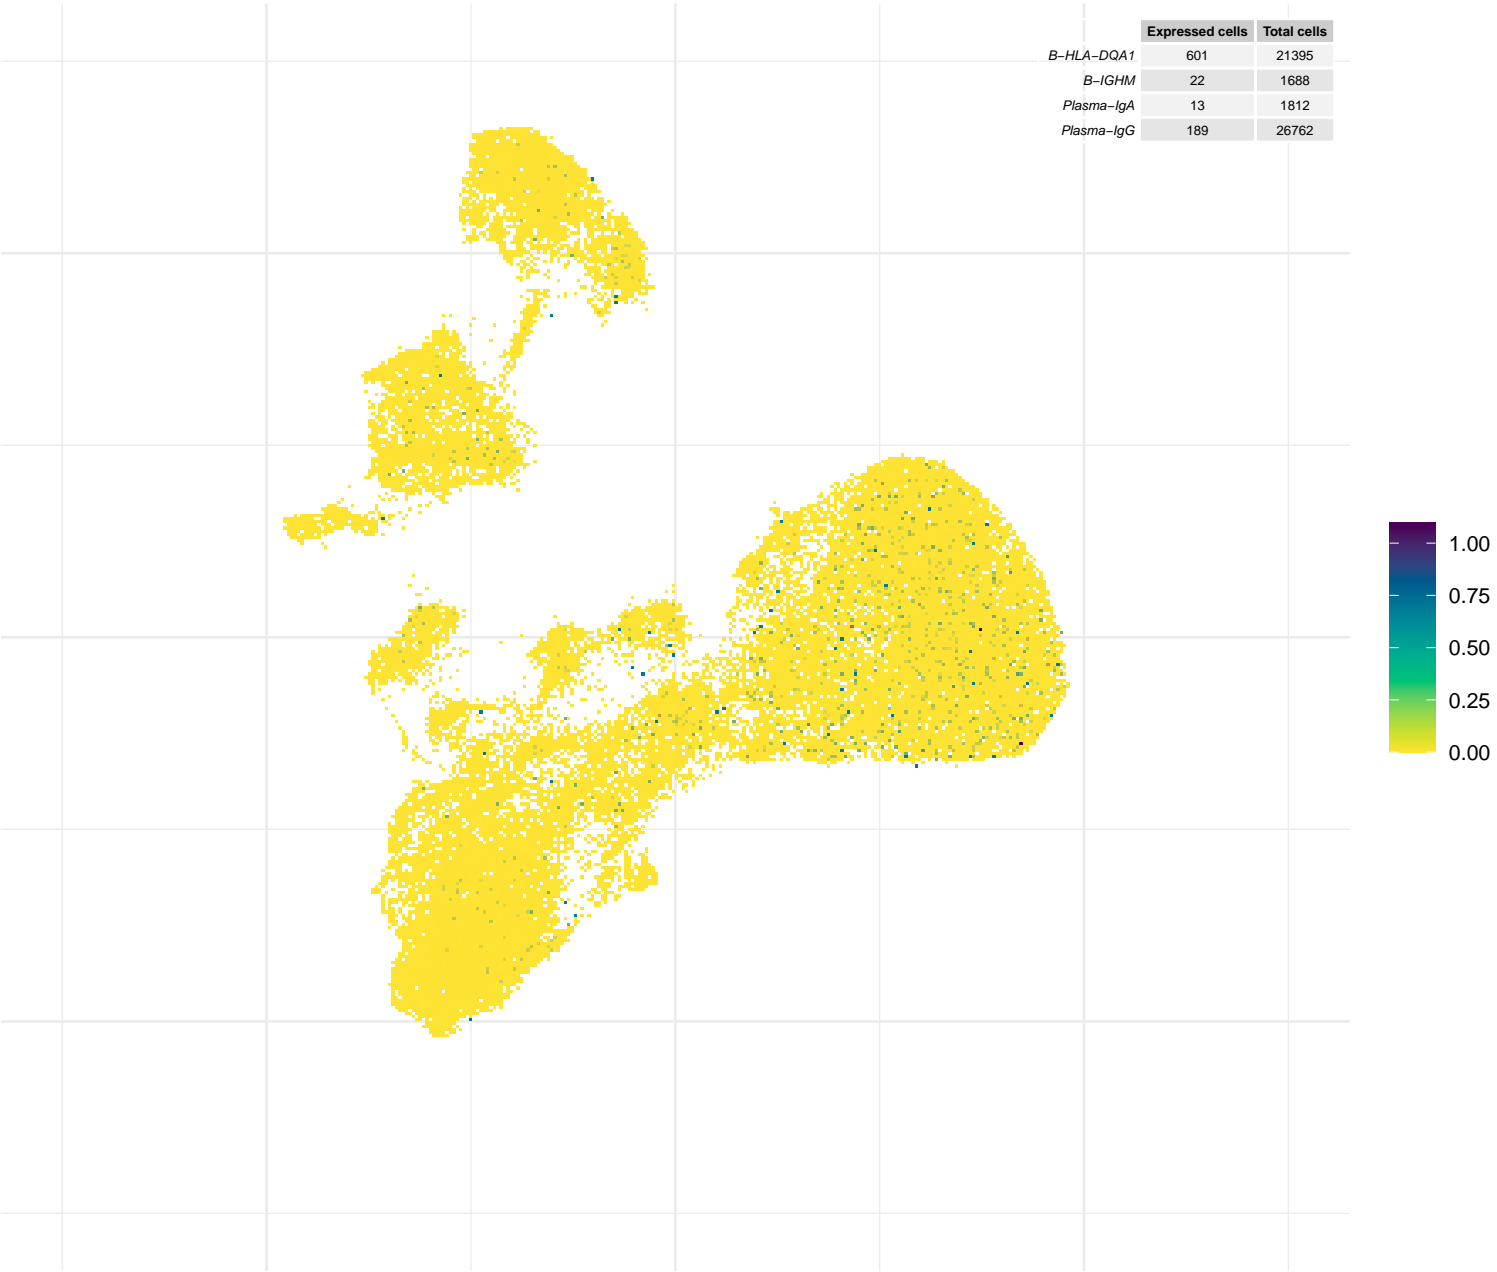 Expressed cells Total cells
B−HLA−DQA1 601 21395
B−IGHM 22 1688
Plasma−IgA 13 1812
Plasma−IgG 189 26762
1.00
0.75
0.50
0.25
0.00